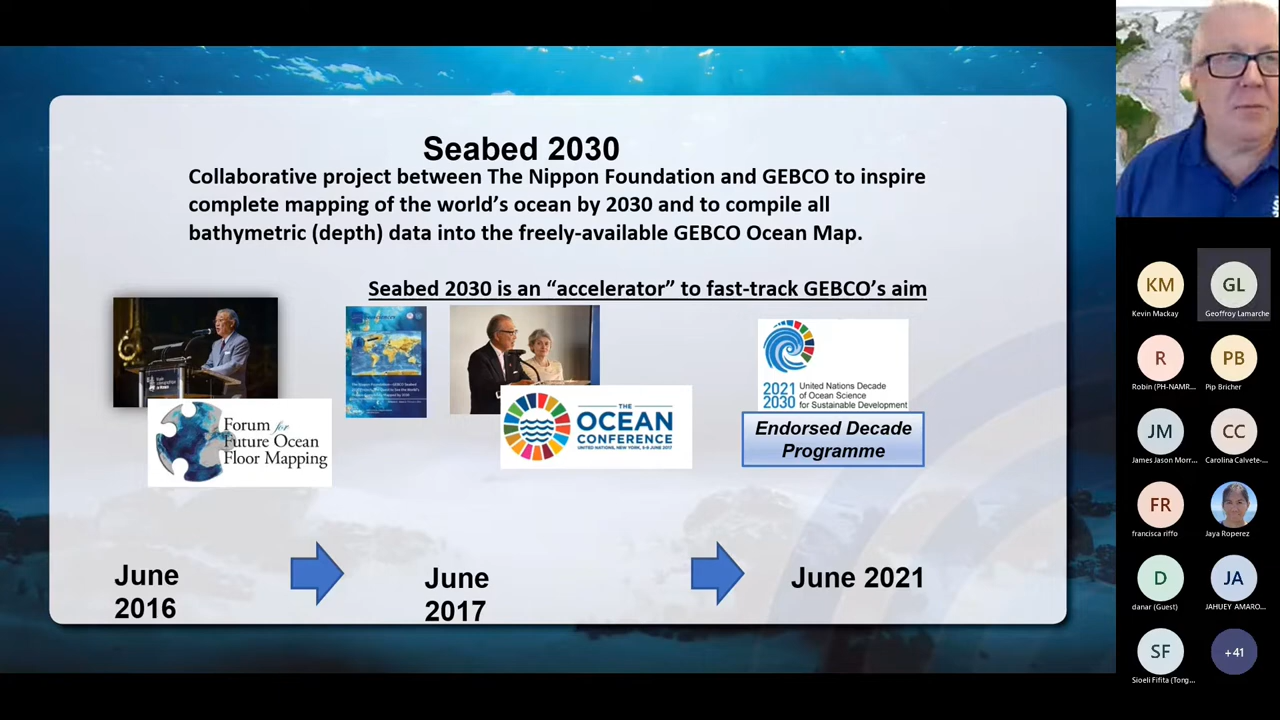 Seabed 2030
Collaborative project between The Nippon Foundation and GEBCO to inspire
complete mapping of the world's ocean by 2030 and to compile all
bathymetric (depth) data into the freely-available GEBCO Ocean Map.
Seabed 2030 is an “accelerator” to fast-track GEBCO’s aim
Forum for
Future Ocean
Floor Mapping
THE
OCEAN
CONFERENCE
UNITED NATIONS, NEW YORK, 5-9 JUNE 2017
2021 United Nations Decade
of Ocean Science
2030 for Sustainable Development
Endorsed Decade
Programme
June
2016
June
2017
June 2021
KM
Kevin Mackay
GL
Geoffroy Lamarche
R
Robin (PH-NAMR...
PB
Pip Bricher
JM
James Jason Morr...
CC
Carolina Calvete-...
FR
francisca riffo
Jaya Roperez
D
danar (Guest)
JA
JAHUEY AMARO...
SF
Sioeli Fifita (Tong...
+41